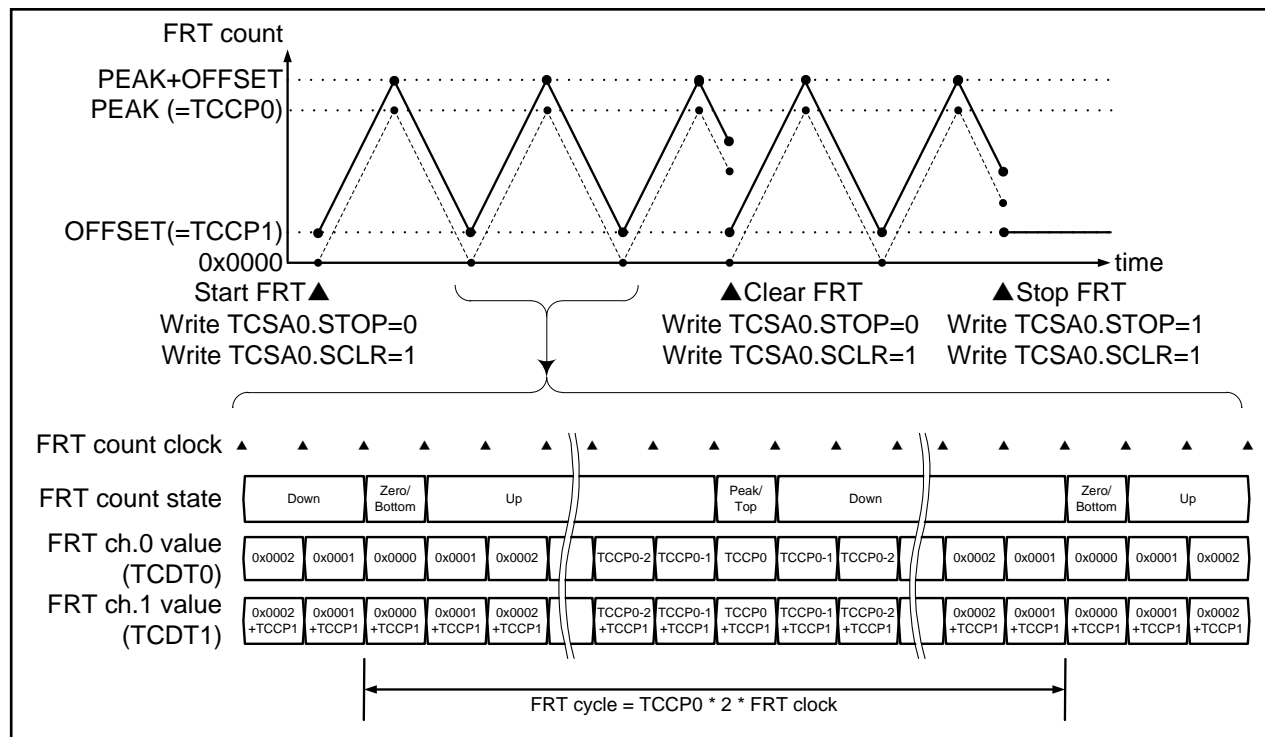 FRT count
PEAK+OFFSET
PEAK (=TCCP0)
OFFSET(=TCCP1)
0x0000
time
Start FRT▲
Write TCSA0.STOP=0
Write TCSA0.SCLR=1
▲Clear FRT
Write TCSA0.STOP=0
Write TCSA0.SCLR=1
▲Stop FRT
Write TCSA0.STOP=1
Write TCSA0.SCLR=1
FRT count clock
FRT count state
Down
Zero/
Bottom
Up
Peak/
Top
Down
Zero/
Bottom
Up
FRT ch.0 value
(TCDT0)
0x0002 0x0001 0x0000 0x0001 0x0002 TCCP0-2 TCCP0-1 TCCP0 TCCP0-1 TCCP0-2 0x0002 0x0001 0x0000 0x0001 0x0002
FRT ch.1 value
(TCDT1)
0x0002 0x0001 0x0000 0x0001 0x0002 TCCP0-2 TCCP0-1 TCCP0 TCCP0-1 TCCP0-2 0x0002 0x0001 0x0000 0x0001 0x0002
+TCCP1 +TCCP1 +TCCP1 +TCCP1 +TCCP1 +TCCP1 +TCCP1 +TCCP1 +TCCP1 +TCCP1 +TCCP1 +TCCP1 +TCCP1 +TCCP1 +TCCP1
FRT cycle = TCCP0 * 2 * FRT clock